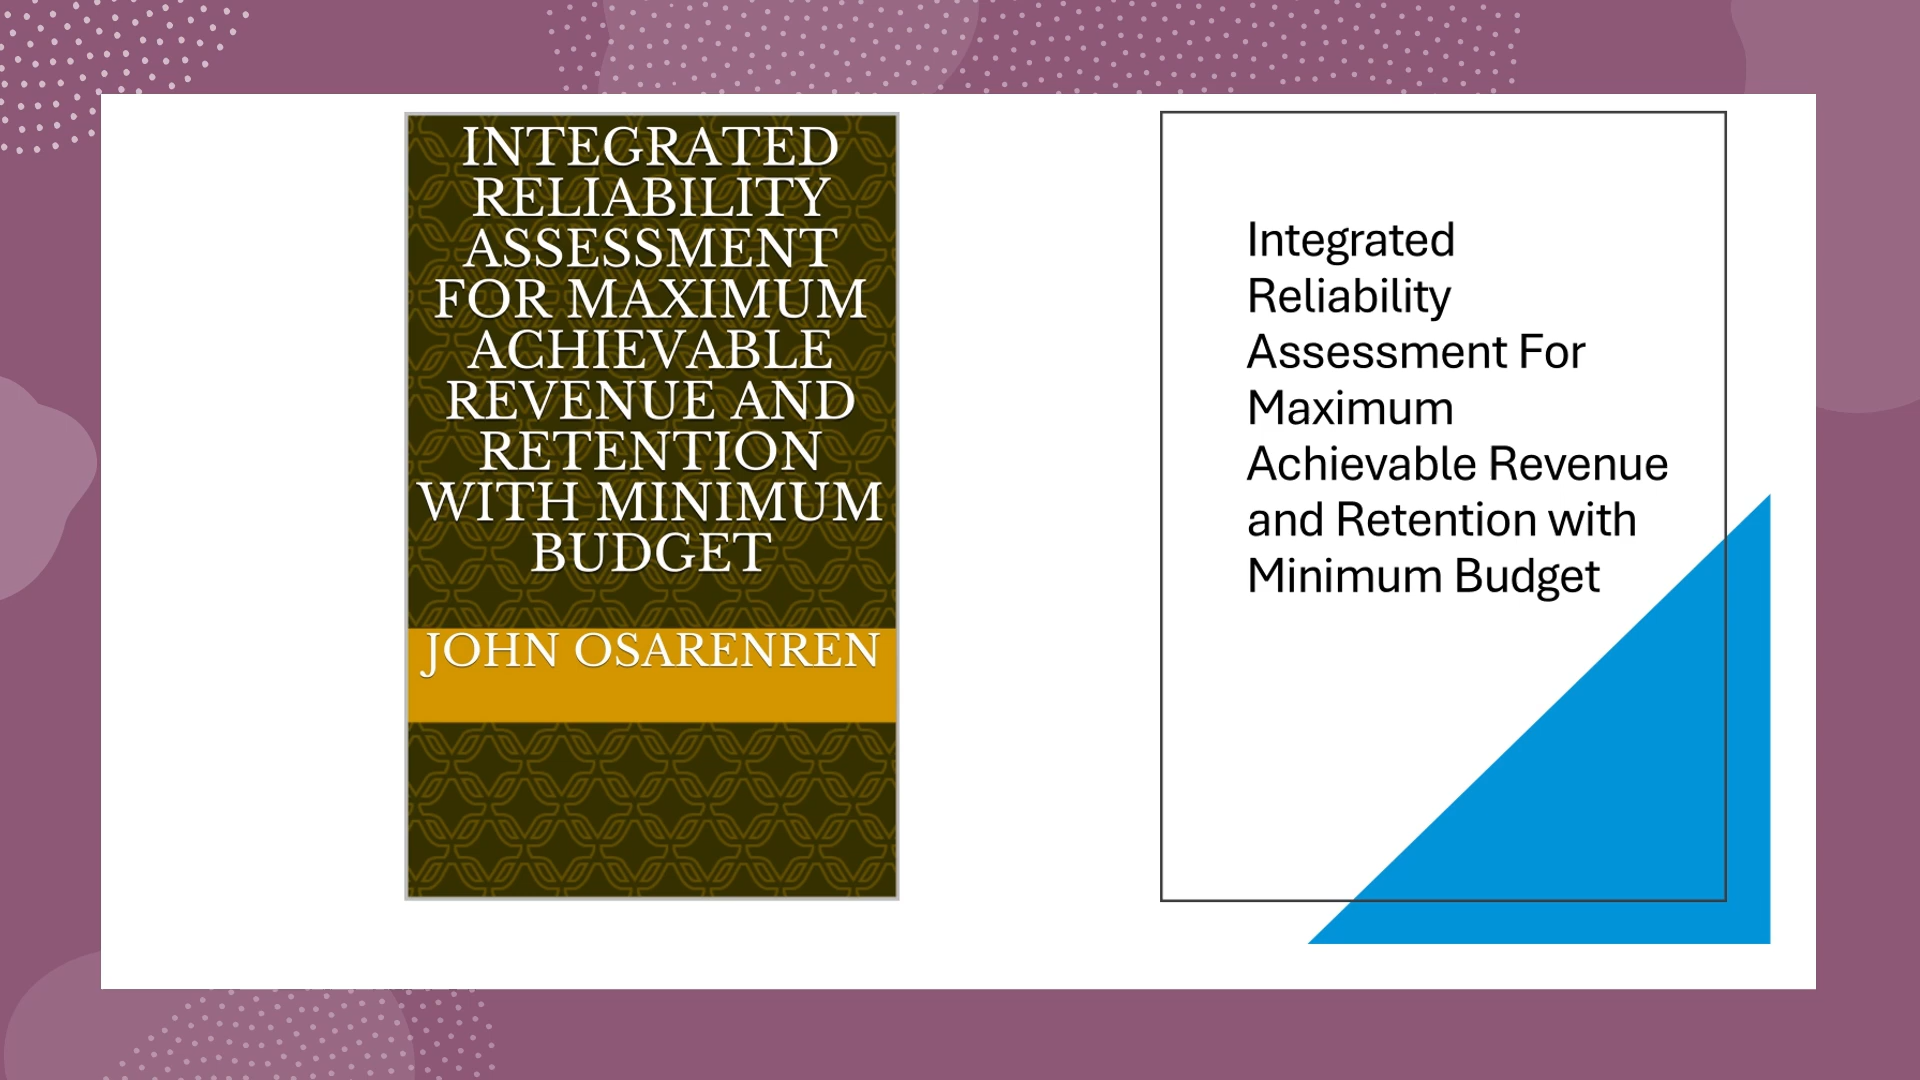 INTEGRATED
RELIABILITY
ASSESSMENT
FOR MAXIMUM
ACHIEVABLE
REVENUE AND
RETENTION
WITH MINIMUM
BUDGET
JOHN OSARENREN
Integrated
Reliability
Assessment For
Maximum
Achievable Revenue
and Retention with
Minimum Budget